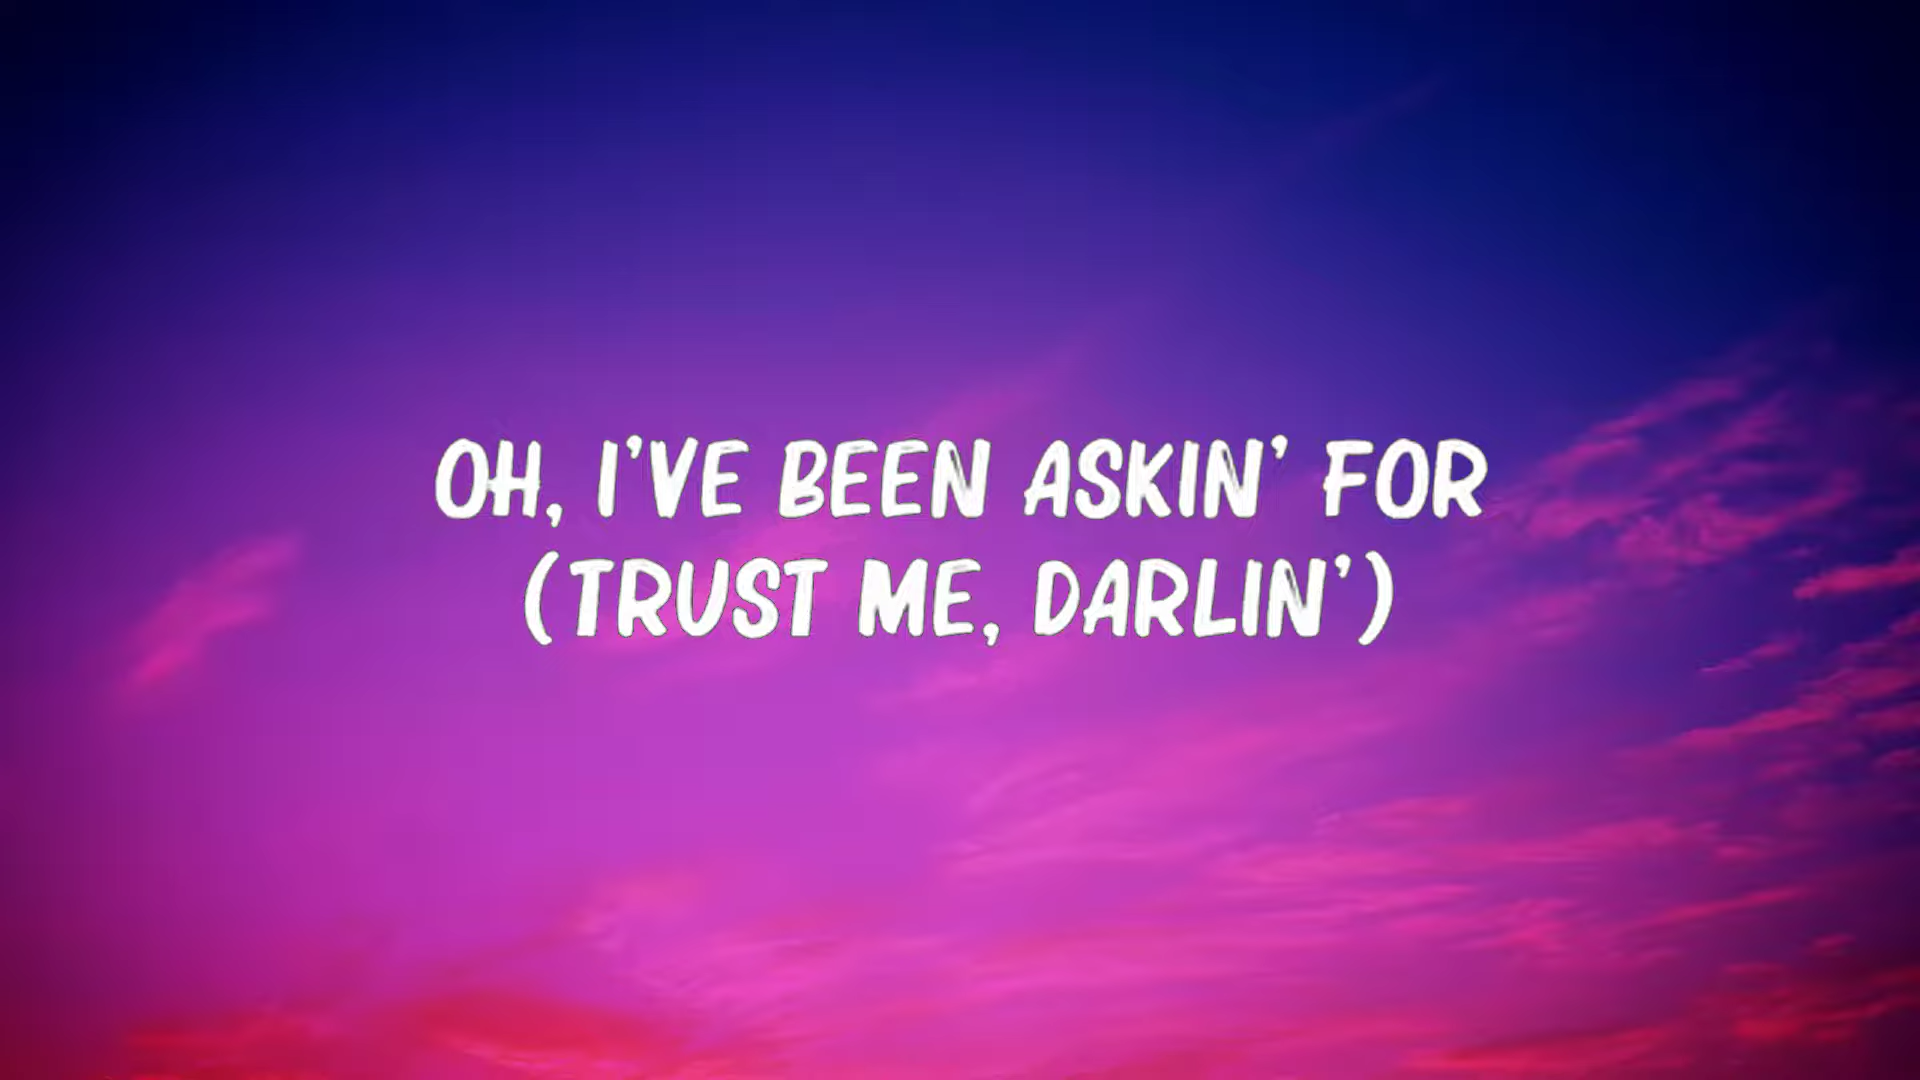 OH, I'VE BEEN ASKIN' FOR
(TRUST ME, DARLIN')